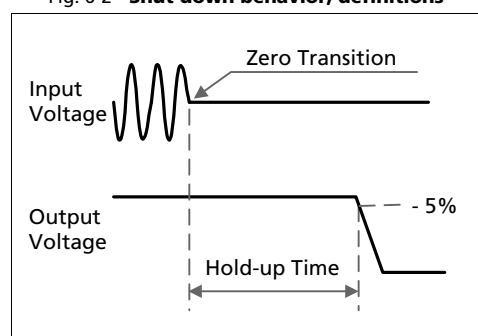 Fig. 6-2 Shut-down behavior, definitions
Zero Transition
Input
Voltage
- 5%
Output
Voltage
Hold-up Time